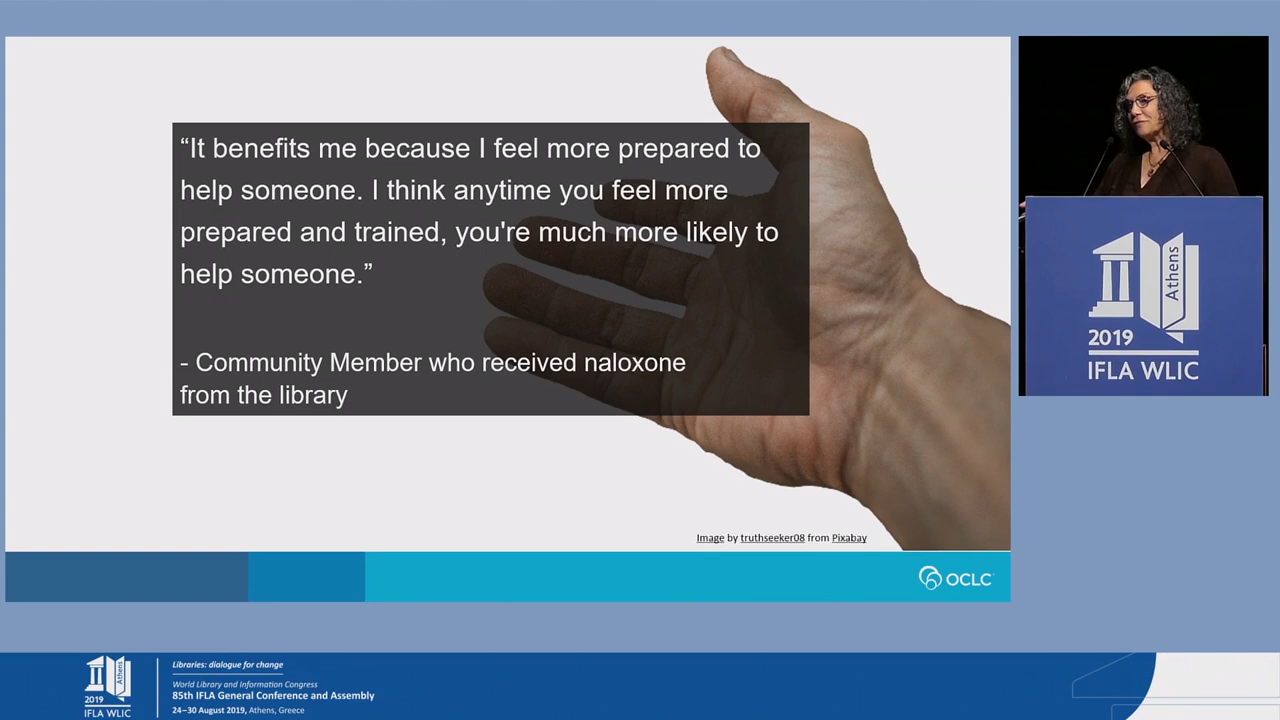 “It benefits me because I feel more prepared to
help someone. I think anytime you feel more
prepared and trained, you're much more likely to
help someone.”
- Community Member who received naloxone
from the library
Image by truthseeker08 from Pixabay
OCLC
Athens
2019
IFLA WLIC
Athens
2019
IFLA WLIC
Libraries: dialogue for change
World Library and Information Congress
85th IFLA General Conference and Assembly
24–30 August 2019, Athens, Greece